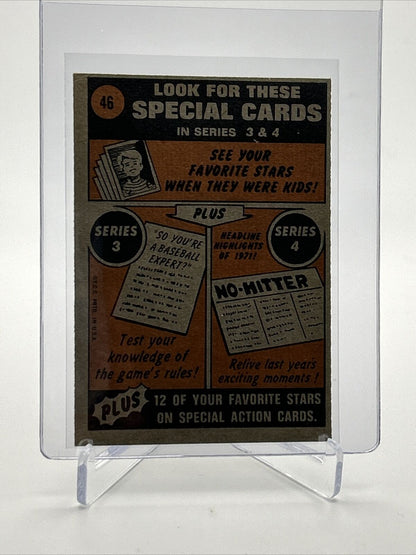 46
LOOK FOR THESE
SPECIAL CARDS
IN SERIES 3 & 4
SEE YOUR
FAVORITE STARS
WHEN THEY WERE KIDS!
PLUS
SERIES
3
"SO YOU'RE
A BASEBALL
EXPERT?"
HEADLINE
HIGHLIGHTS
OF 1971!
SERIES
4
NO-HITTER
Test your
knowledge of
the game's rules!
Relive last year's
exciting moments!
PLUS
12 OF YOUR FAVORITE STARS
ON SPECIAL ACTION CARDS.